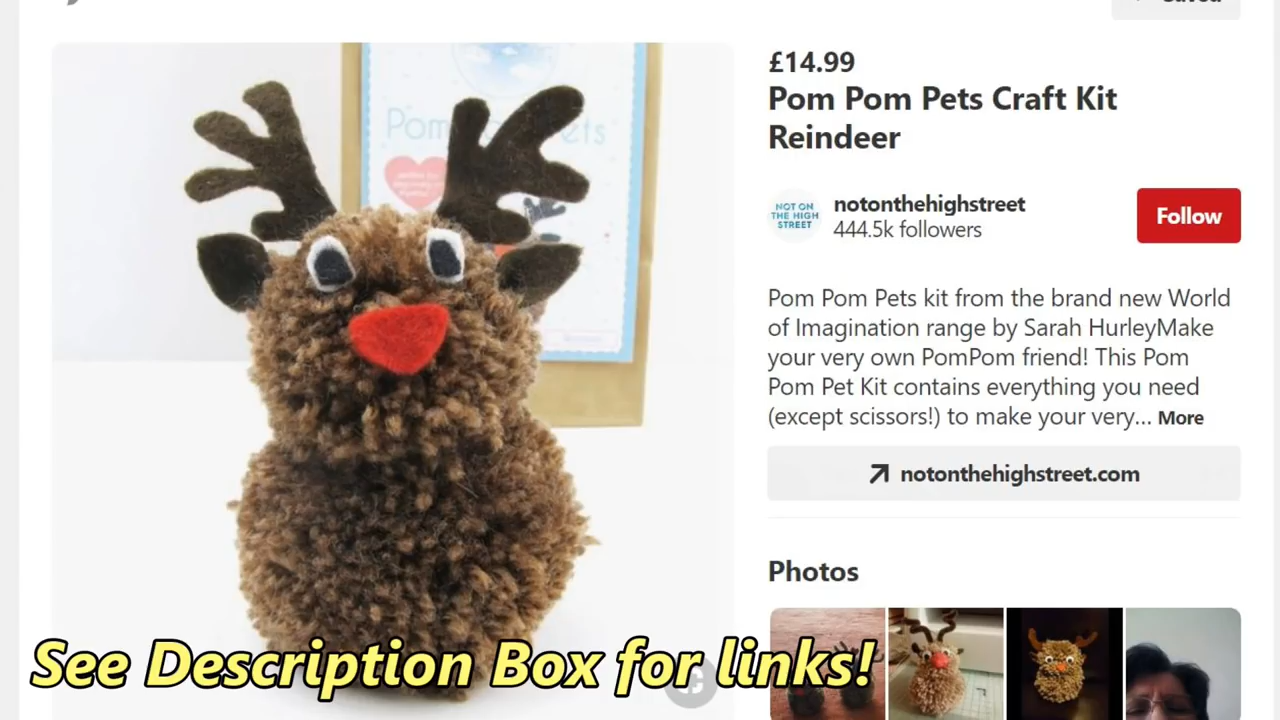 Saved
£14.99
Pom Pom Pets Craft Kit
Reindeer
NOT ON
THE HIGH
STREET
notonthehighstreet
444.5k followers
Follow
Pom Pom Pets kit from the brand new World
of Imagination range by Sarah HurleyMake
your very own PomPom friend! This Pom
Pom Pet Kit contains everything you need
(except scissors!) to make your very... More
notonthehighstreet.com
Photos
See Description Box for links!